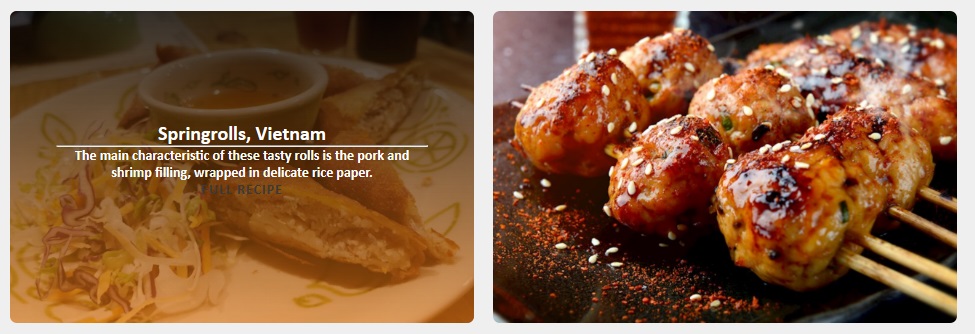 Springrolls, Vietnam
The main characteristic of these tasty rolls is the pork and
shrimp filling, wrapped in delicate rice paper.
FULL RECIPE